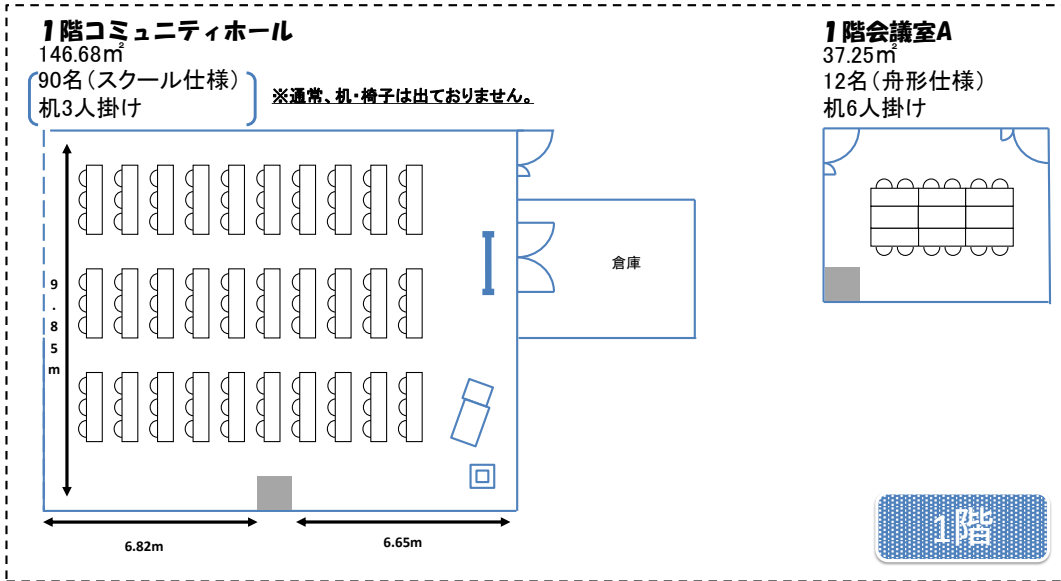 1階コミュニティホール
146.68㎡
90名(スクール仕様)
机3人掛け
※通常、机・椅子は出ておりません。
1階会議室A
37.25㎡
12名(舟形仕様)
机6人掛け
倉庫
9.85m
6.82m
6.65m
1階